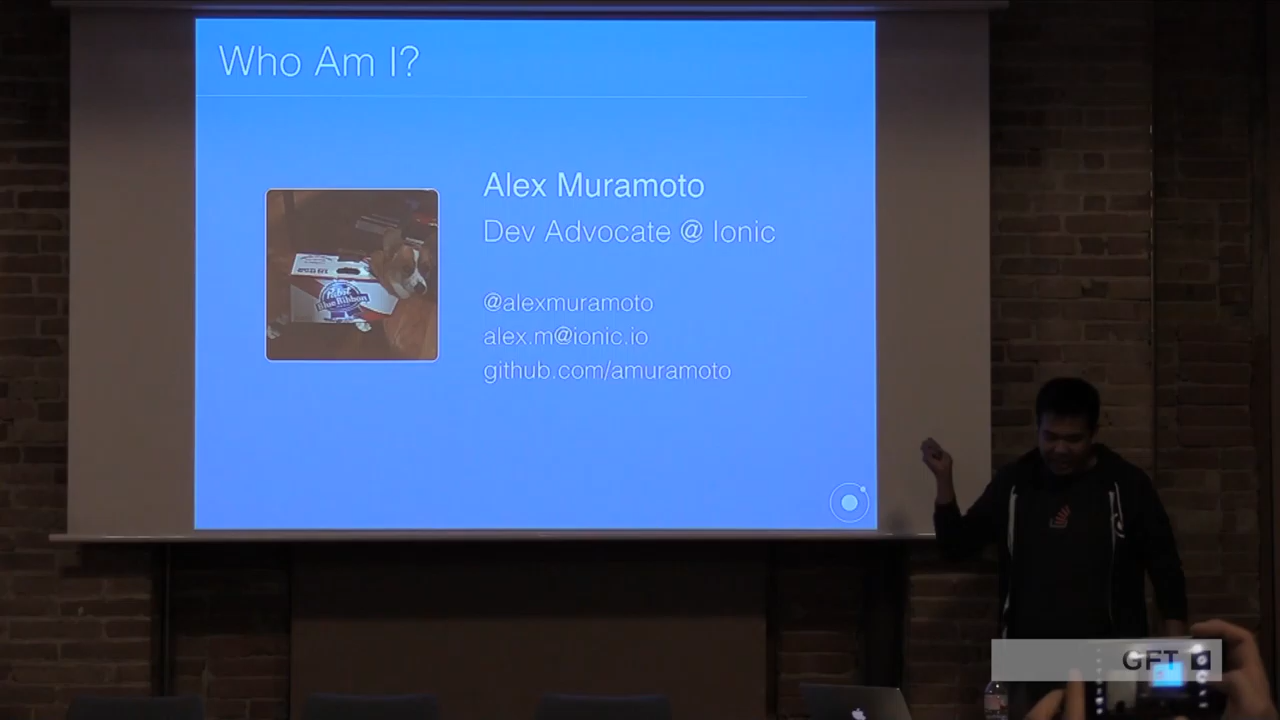 Who Am I?
Alex Muramoto
Dev Advocate @ Ionic
@alexmuramoto
alex.m@ionic.io
github.com/amuramoto
Pabst
Blue Ribbon
GFT